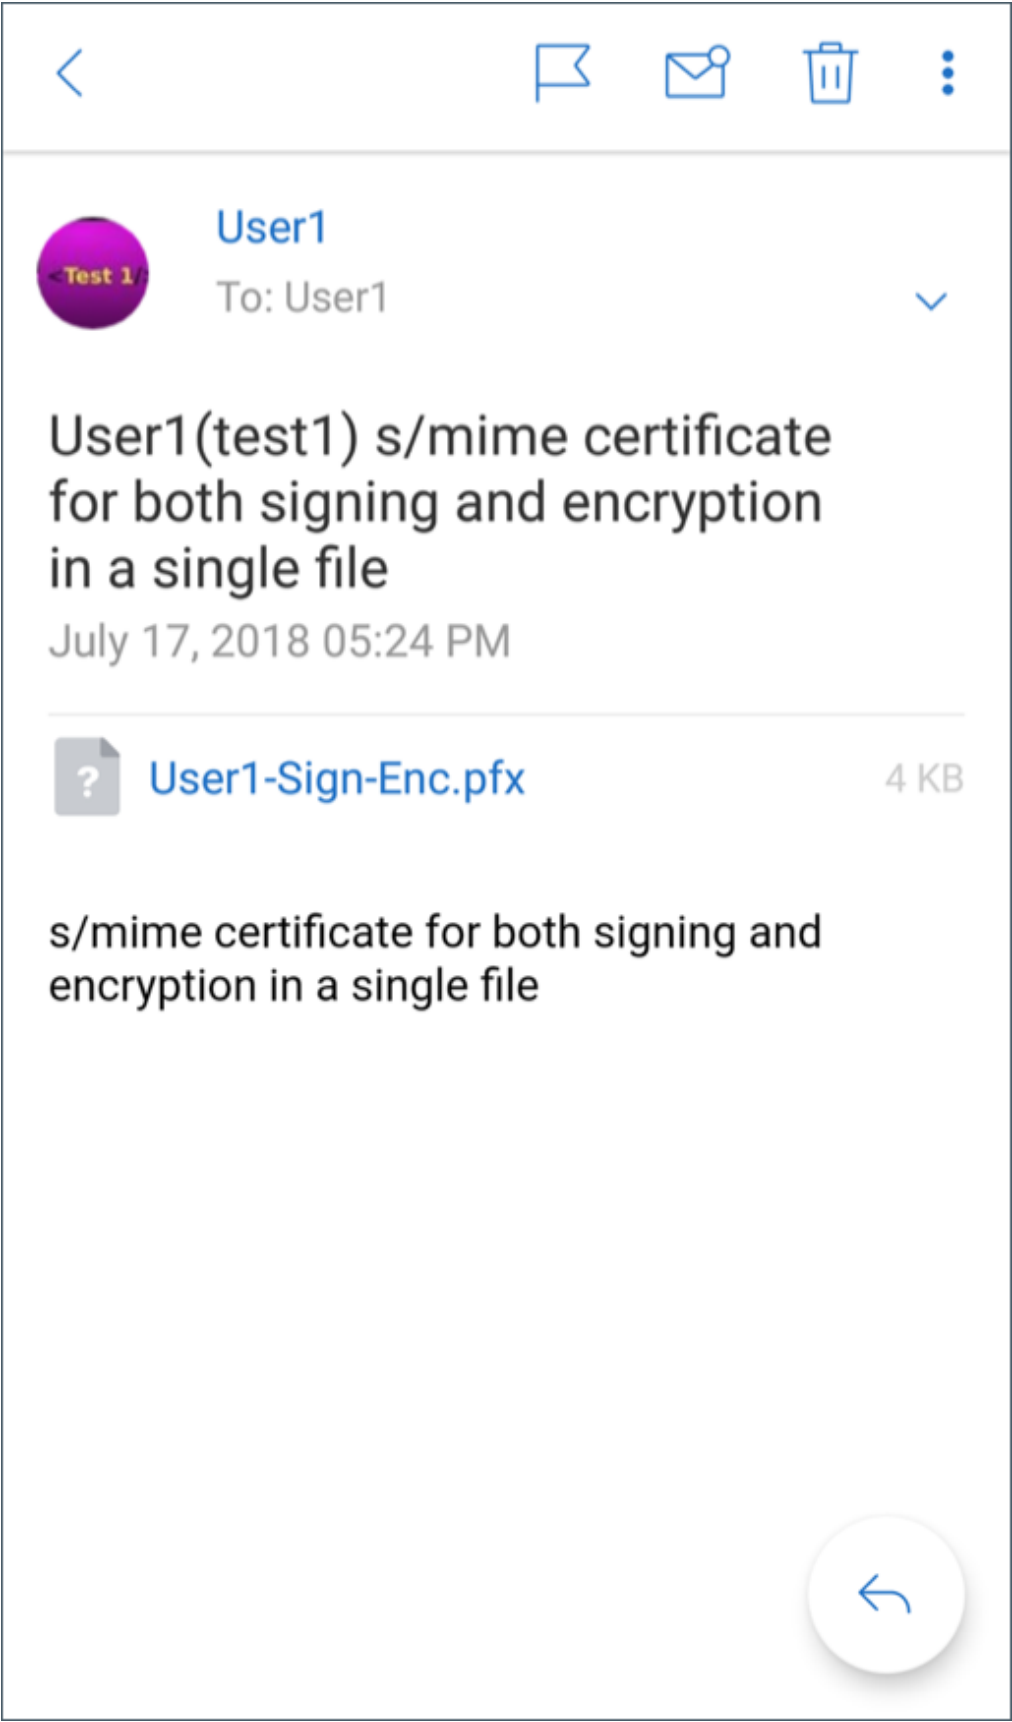 <Test 1/>
User1
To: User1
User1(test1) s/mime certificate
for both signing and encryption
in a single file
July 17, 2018 05:24 PM
?
User1-Sign-Enc.pfx
4 KB
s/mime certificate for both signing and
encryption in a single file